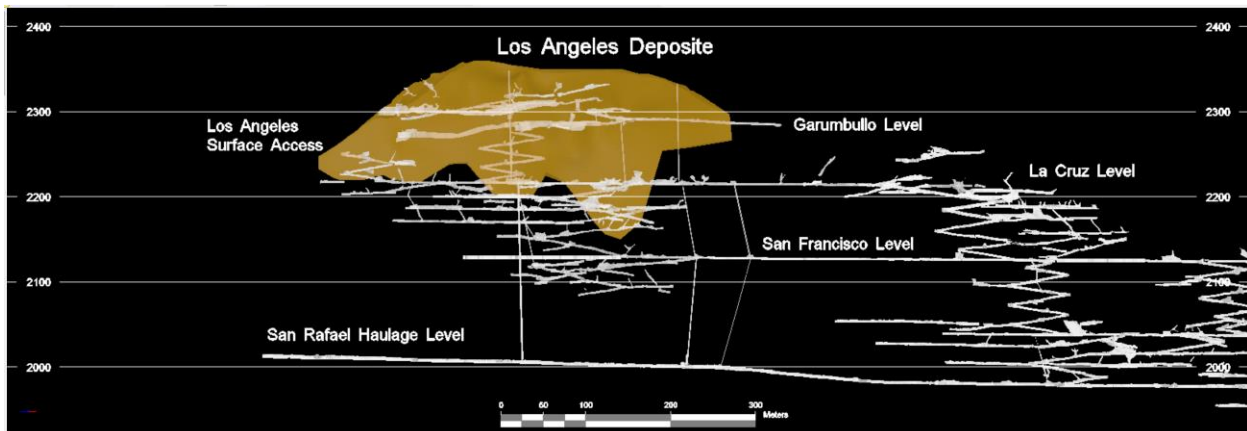 2400
2400
Los Angeles Deposite
2300
2300
Los Angeles
Surface Access
Garumbullo Level
La Cruz Level
2200
2200
San Francisco Level
2100
2100
San Rafael Haulage Level
2000
2000
0 50 100 200 300
Meters